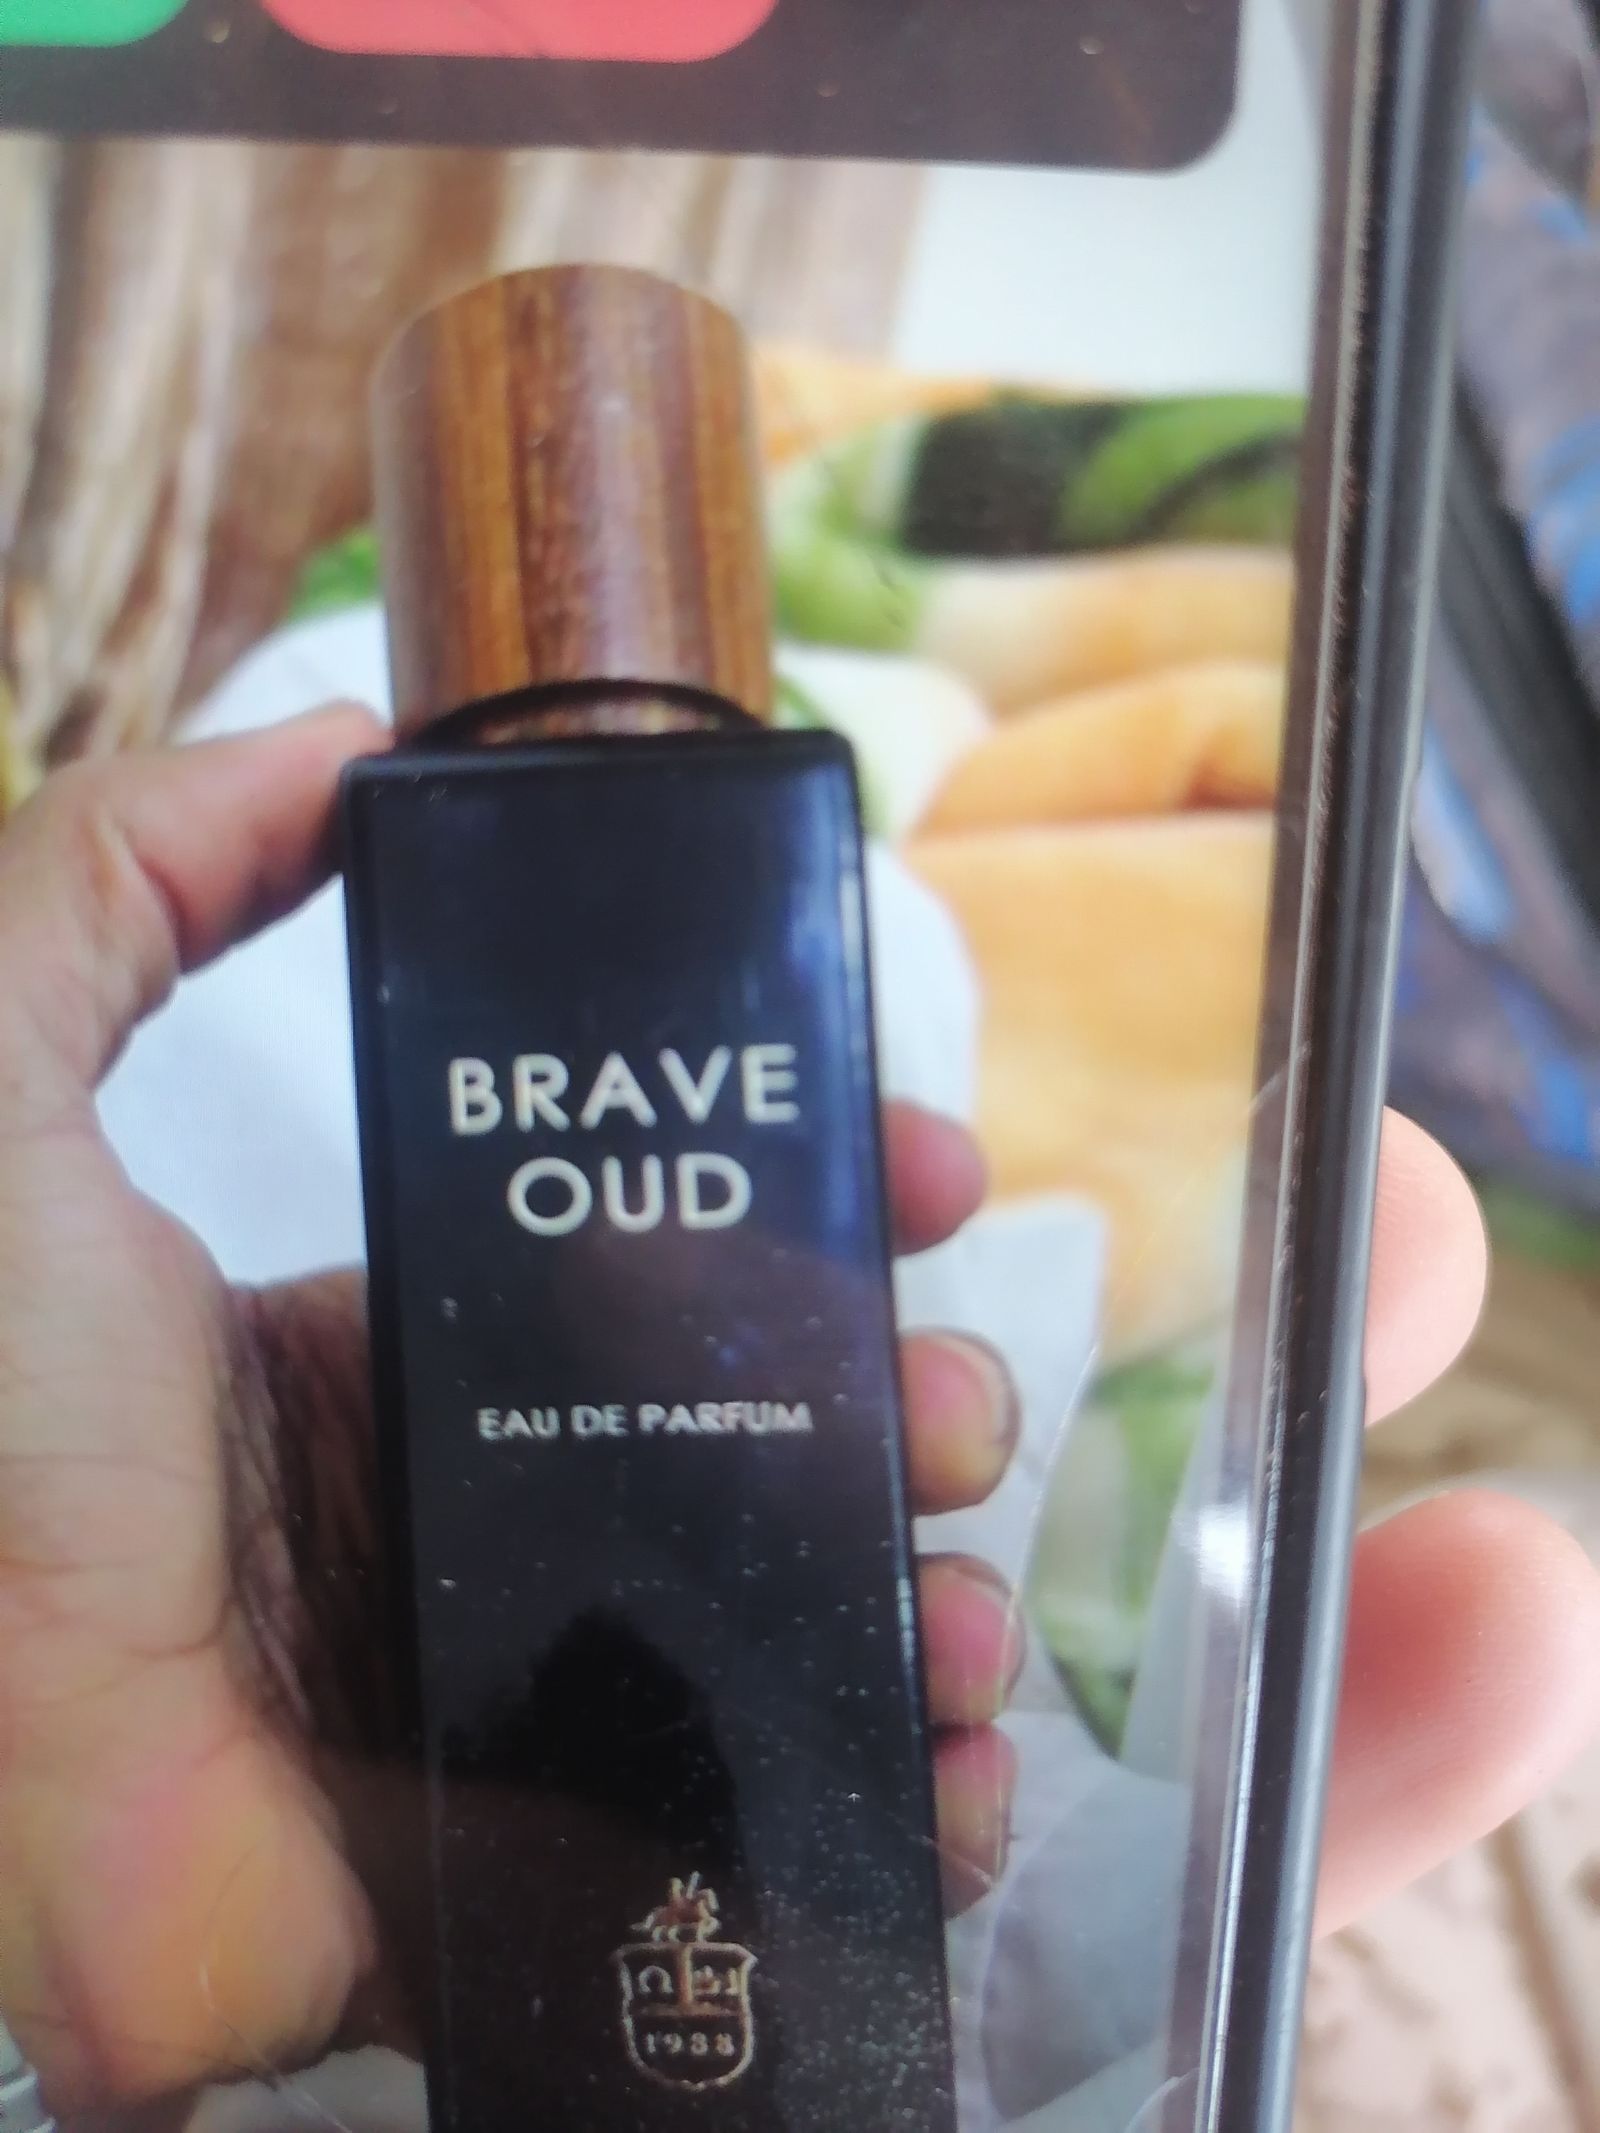 BRAVE
OUD
EAU DE PARFUM
1988